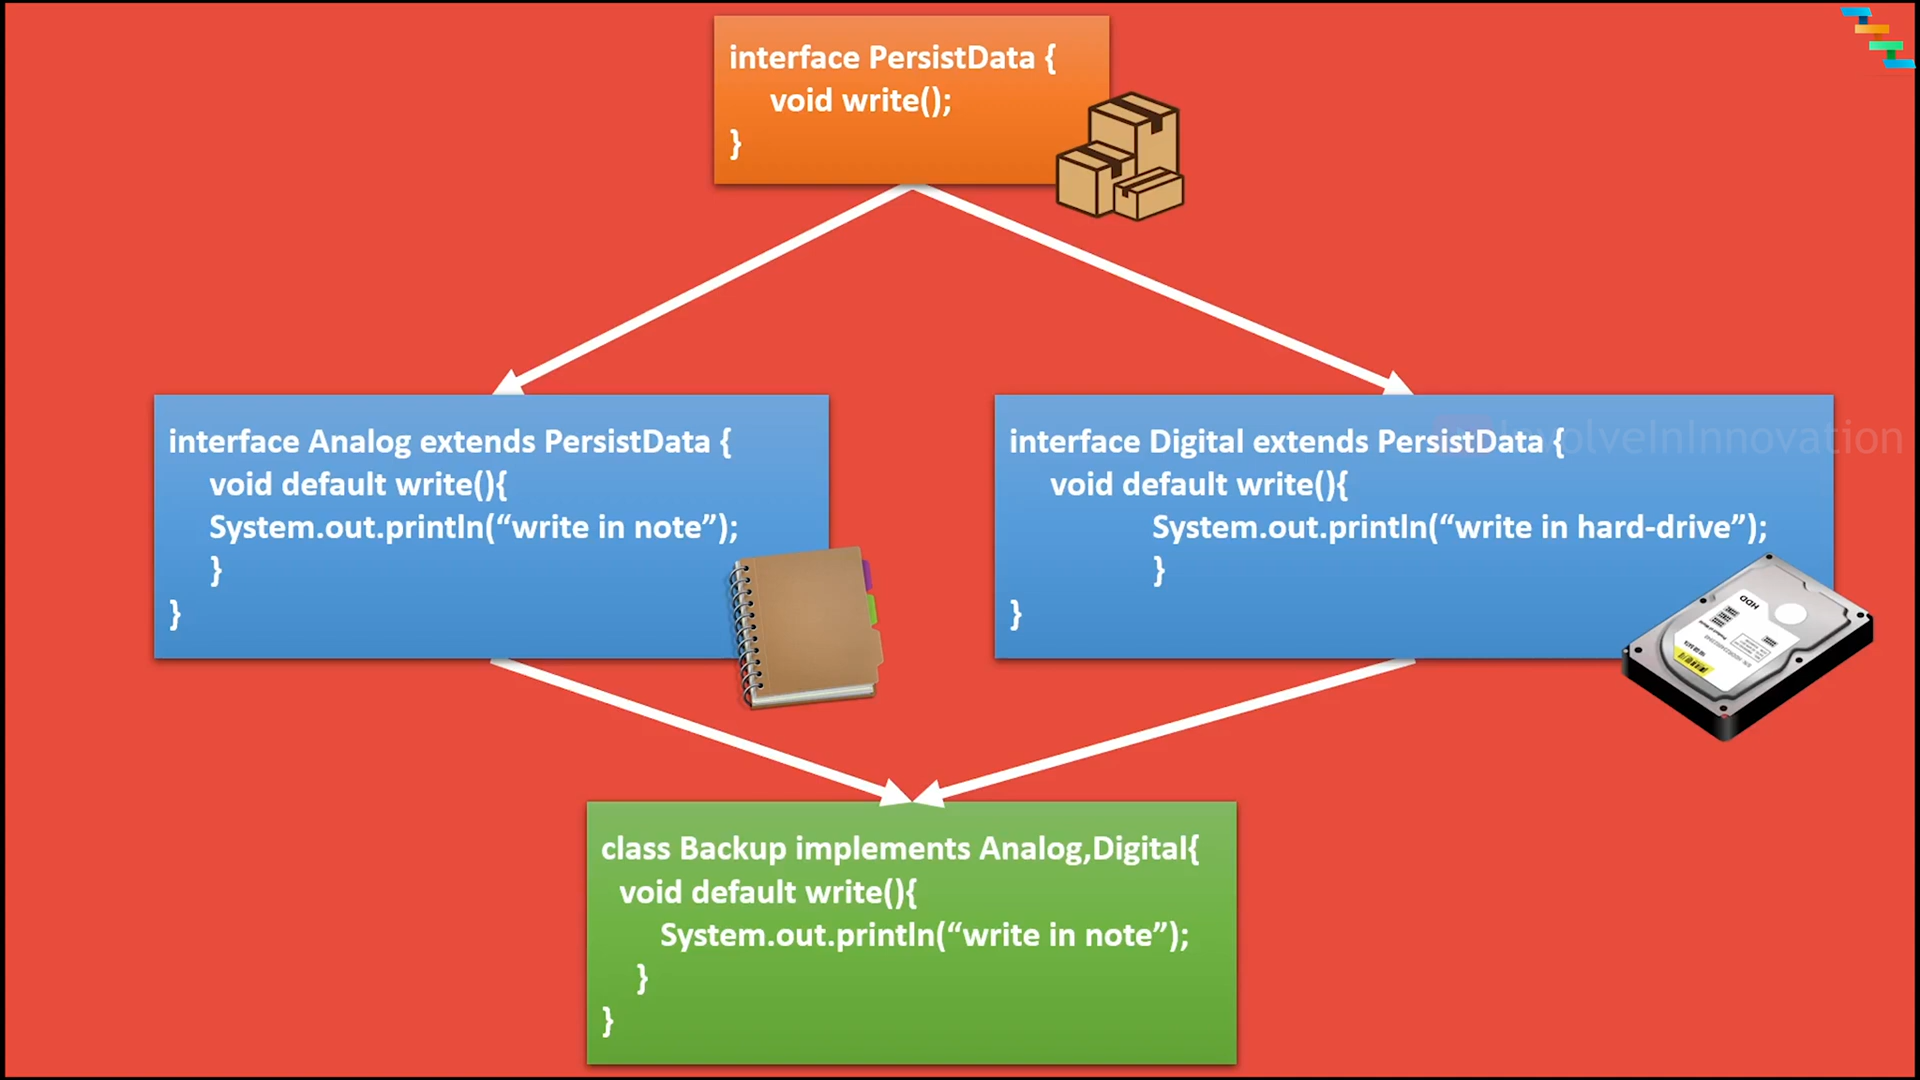 interface PersistData {
void write();
}
interface Analog extends PersistData {
void default write(){
System.out.println(“write in note”);
}
}
interface Digital extends PersistData {
void default write(){
System.out.println(“write in hard-drive”);
}
}
InvolveInInnovation
HDD
class Backup implements Analog,Digital{
void default write(){
System.out.println(“write in note”);
}
}